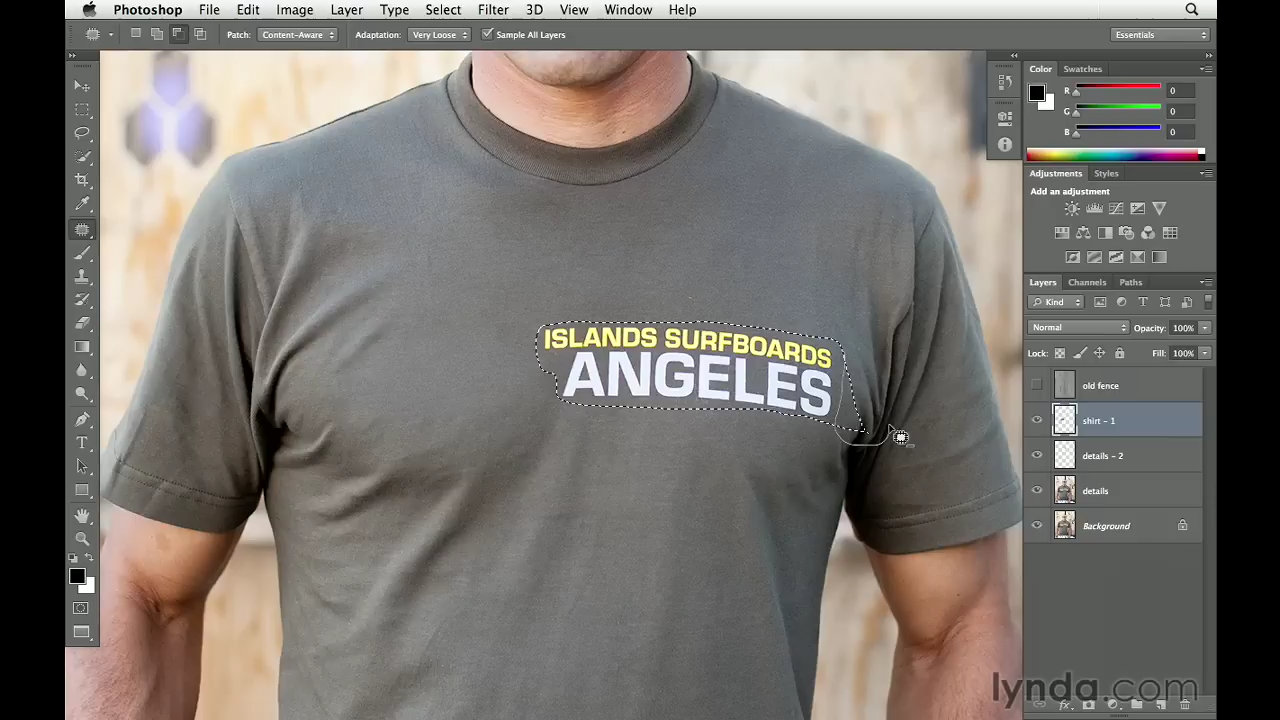 Photoshop File Edit Image Layer Type Select Filter 3D View Window Help
Patch: Content-Aware Adaptation: Very Loose Sample All Layers Essentials
Color Swatches
R 0
G 0
B 0
Adjustments Styles
Add an adjustment
Layers Channels Paths
Kind
Normal Opacity: 100%
Lock: Fill: 100%
old fence
shirt - 1
details - 2
details
Background
ISLANDS SURFBOARDS
ANGELES
lynda.com